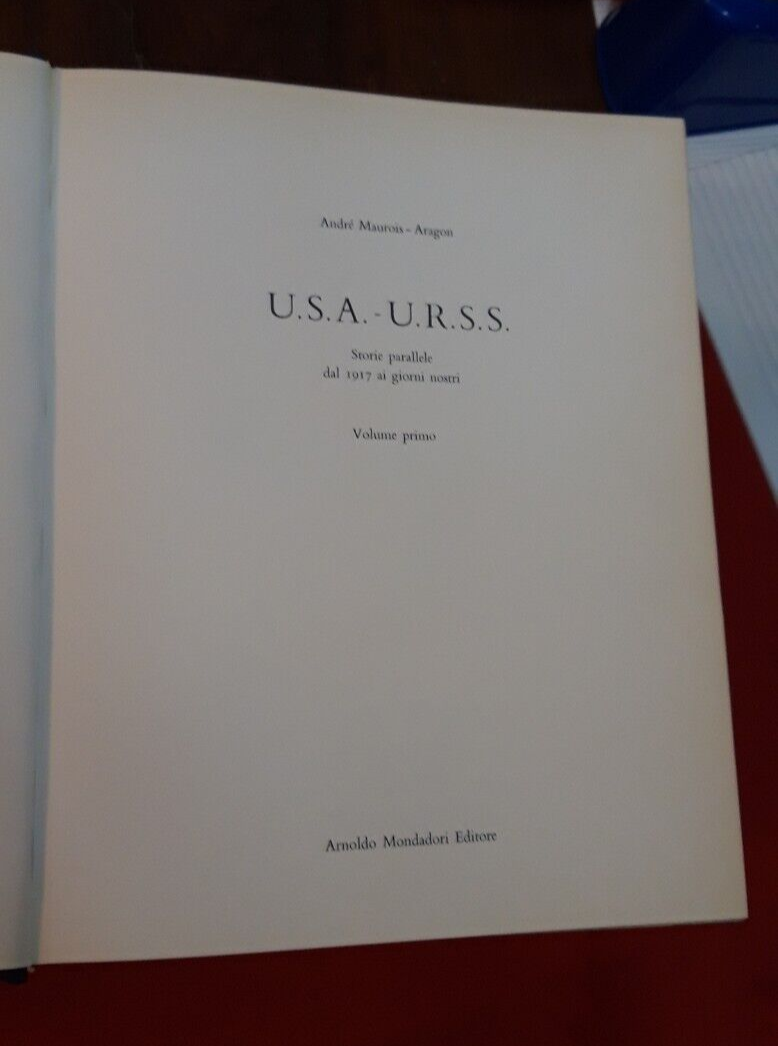 André Maurois - Aragon
U.S.A. - U.R.S.S.
Storie parallele
dal 1917 ai giorni nostri
Volume primo
Arnoldo Mondadori Editore